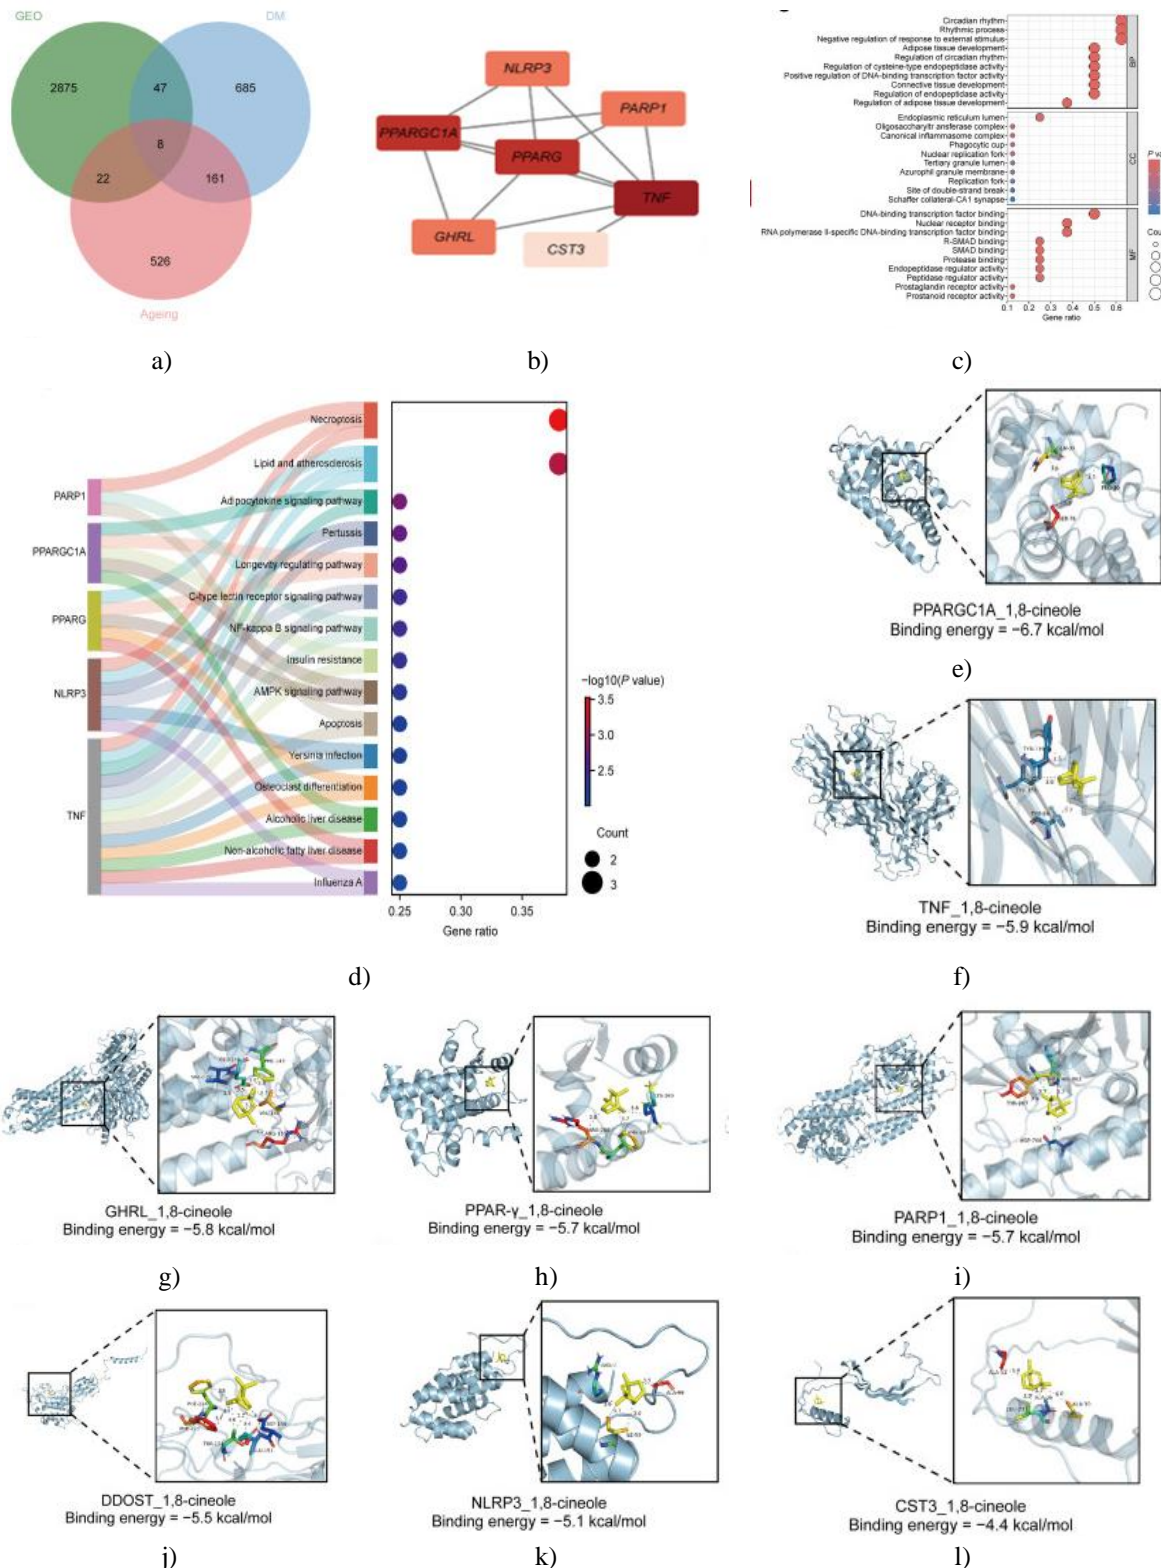 GEO
DM
2875
47
685
8
22
161
526
Ageing
a)
NLRP3
PARP1
PPARGC1A
PPARG
TNF
GHRL
CST3
b)
Circadian rhythm
Rhythmic process
Negative regulation of response to external stimulus
Adipose tissue development
Regulation of circadian rhythm
Regulation of cysteine-type endopeptidase activity
Positive regulation of DNA-binding transcription factor activity
Connective tissue development
Regulation of endopeptidase activity
Regulation of adipose tissue development
BP
Endoplasmic reticulum lumen
Oligosaccharyltr ansferase complex
Canonical inflammasome complex
Phagocytic cup
Nuclear replication fork
Tertiary granule lumen
Azurophil granule membrane
Replication fork
Site of double-strand break
Schaffer collateral-CA1 synapse
CC
DNA-binding transcription factor binding
Nuclear receptor binding
RNA polymerase II-specific DNA-binding transcription factor binding
R-SMAD binding
SMAD binding
Protease binding
Endopeptidase regulator activity
Peptidase regulator activity
Prostaglandin receptor activity
Prostanoid receptor activity
MF
0.1 0.2 0.3 0.4 0.5 0.6
Gene ratio
P va
Cou
c)
PARP1
PPARGC1A
PPARG
NLRP3
TNF
Necroptosis
Lipid and atherosclerosis
Adipocytokine signaling pathway
Pertussis
Longevity regulating pathway
C-type lectin receptor signaling pathway
NF-kappa B signaling pathway
Insulin resistance
AMPK signaling pathway
Apoptosis
Yersinia infection
Osteoclast differentiation
Alcoholic liver disease
Non-alcoholic fatty liver disease
Influenza A
0.25 0.30 0.35
Gene ratio
−log10(P value)
3.5
3.0
2.5
Count
2
3
d)
PPARGC1A_1,8-cineole
Binding energy = −6.7 kcal/mol
e)
TNF_1,8-cineole
Binding energy = −5.9 kcal/mol
f)
GHRL_1,8-cineole
Binding energy = −5.8 kcal/mol
g)
PPAR-γ_1,8-cineole
Binding energy = −5.7 kcal/mol
h)
PARP1_1,8-cineole
Binding energy = −5.7 kcal/mol
i)
DDOST_1,8-cineole
Binding energy = −5.5 kcal/mol
j)
NLRP3_1,8-cineole
Binding energy = −5.1 kcal/mol
k)
CST3_1,8-cineole
Binding energy = −4.4 kcal/mol
l)